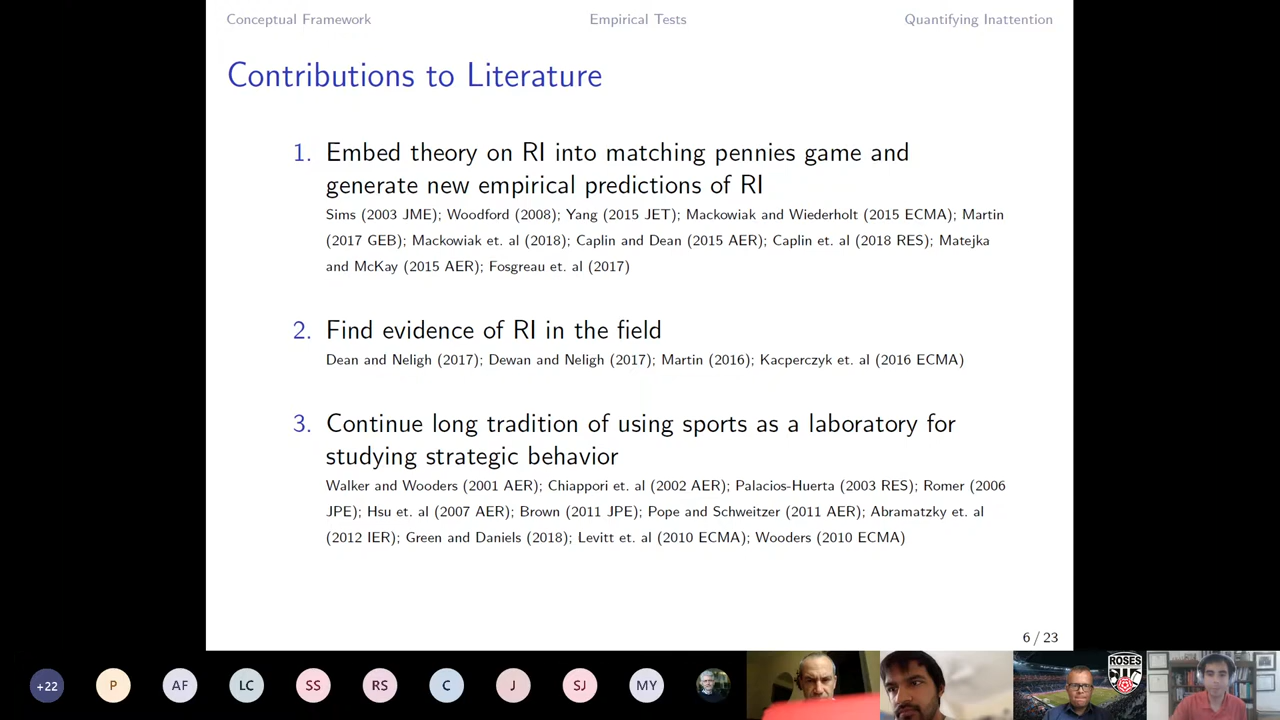 Conceptual Framework Empirical Tests Quantifying Inattention
Contributions to Literature
1. Embed theory on RI into matching pennies game and
generate new empirical predictions of RI
Sims (2003 JME); Woodford (2008); Yang (2015 JET); Mackowiak and Wiederholt (2015 ECMA); Martin
(2017 GEB); Mackowiak et. al (2018); Caplin and Dean (2015 AER); Caplin et. al (2018 RES); Matejka
and McKay (2015 AER); Fosgreau et. al (2017)
2. Find evidence of RI in the field
Dean and Neligh (2017); Dewan and Neligh (2017); Martin (2016); Kacperczyk et. al (2016 ECMA)
3. Continue long tradition of using sports as a laboratory for
studying strategic behavior
Walker and Wooders (2001 AER); Chiappori et. al (2002 AER); Palacios-Huerta (2003 RES); Romer (2006
JPE); Hsu et. al (2007 AER); Brown (2011 JPE); Pope and Schweitzer (2011 AER); Abramatzky et. al
(2012 IER); Green and Daniels (2018); Levitt et. al (2010 ECMA); Wooders (2010 ECMA)
6 / 23
+22 P AF LC SS RS C J SJ MY
ROSES